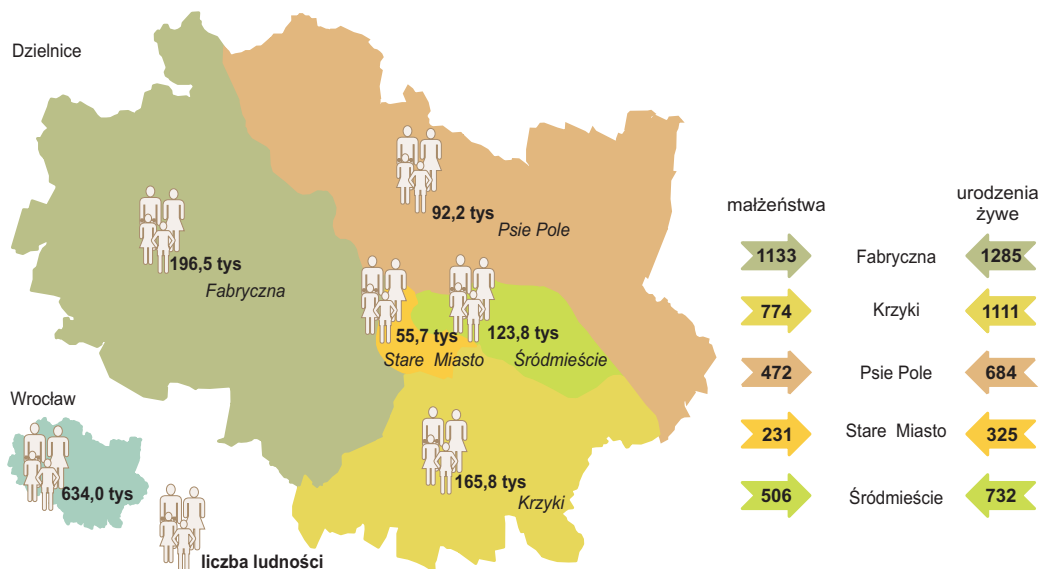 Dzielnice
92,2 tys
Psie Pole
196,5 tys
Fabryczna
55,7 tys
Stare Miasto
123,8 tys
Śródmieście
165,8 tys
Krzyki
Wrocław
634,0 tys
liczba ludności
małżeństwa
urodzenia
żywe
1133 Fabryczna 1285
774 Krzyki 1111
472 Psie Pole 684
231 Stare Miasto 325
506 Śródmieście 732